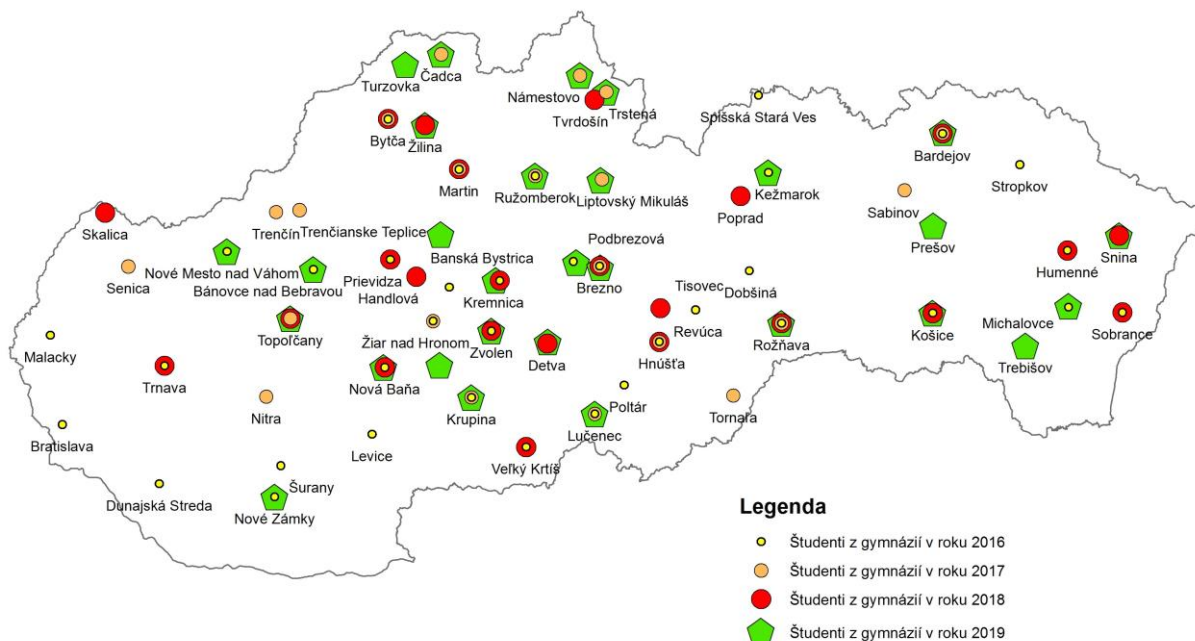 Turzovka
Čadca
Námestovo
Trstená
Tvrdošín
Spišská Stará Ves
Bytča
Žilina
Bardejov
Stropkov
Martin
Ružomberok
Liptovský Mikuláš
Kežmarok
Poprad
Sabinov
Prešov
Skalica
Trenčín
Trenčianske Teplice
Snina
Humenné
Senica
Nové Mesto nad Váhom
Bánovce nad Bebravou
Banská Bystrica
Prievidza
Handlová
Kremnica
Podbrezová
Brezno
Tisovec
Dobšiná
Revúca
Rožňava
Košice
Michalovce
Sobrance
Trebišov
Topoľčany
Žiar nad Hronom
Zvolen
Detva
Hnúšťa
Malacky
Trnava
Nová Baňa
Nitra
Krupina
Poltár
Tornaľa
Lučenec
Bratislava
Levice
Veľký Krtíš
Dunajská Streda
Šurany
Nové Zámky
Legenda
Študenti z gymnázií v roku 2016
Študenti z gymnázií v roku 2017
Študenti z gymnázií v roku 2018
Študenti z gymnázií v roku 2019